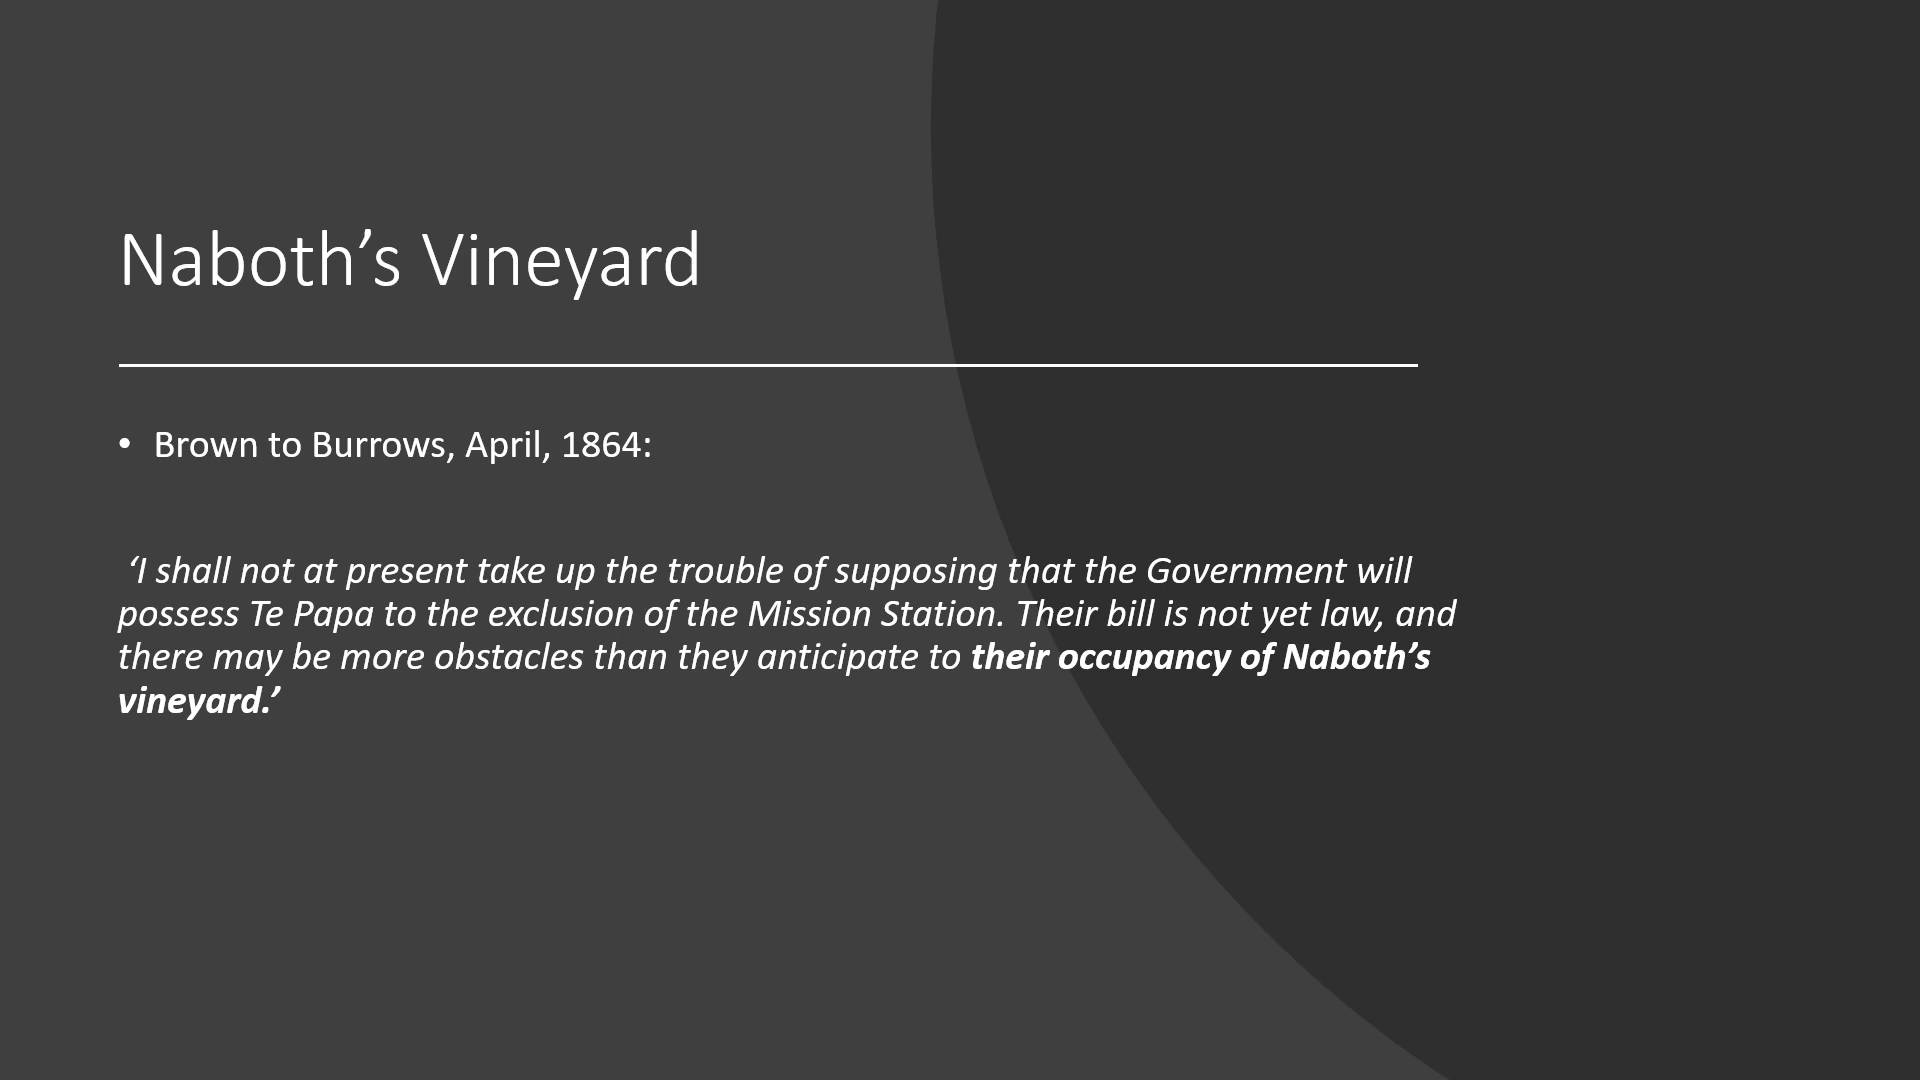 Naboth’s Vineyard
• Brown to Burrows, April, 1864:
‘I shall not at present take up the trouble of supposing that the Government will
possess Te Papa to the exclusion of the Mission Station. Their bill is not yet law, and
there may be more obstacles than they anticipate to their occupancy of Naboth’s
vineyard.’